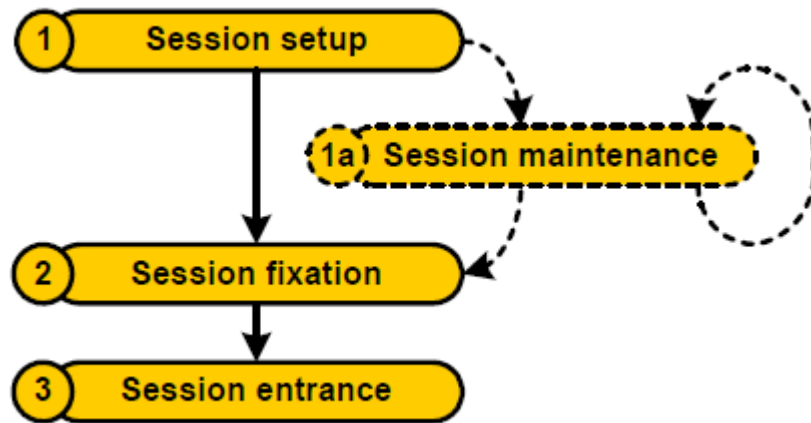 1 Session setup
1a Session maintenance
2 Session fixation
3 Session entrance